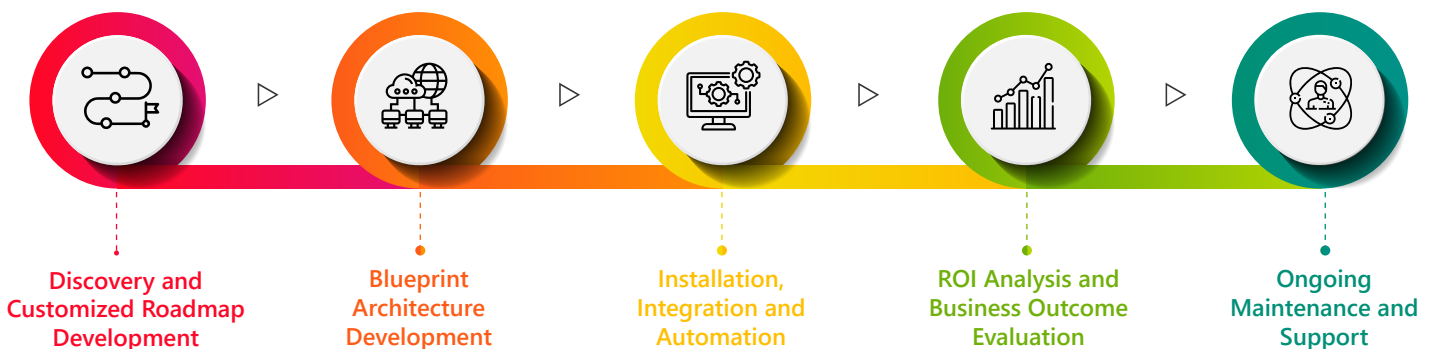 Discovery and
Customized Roadmap
Development
Blueprint
Architecture
Development
Installation,
Integration and
Automation
ROI Analysis and
Business Outcome
Evaluation
Ongoing
Maintenance and
Support